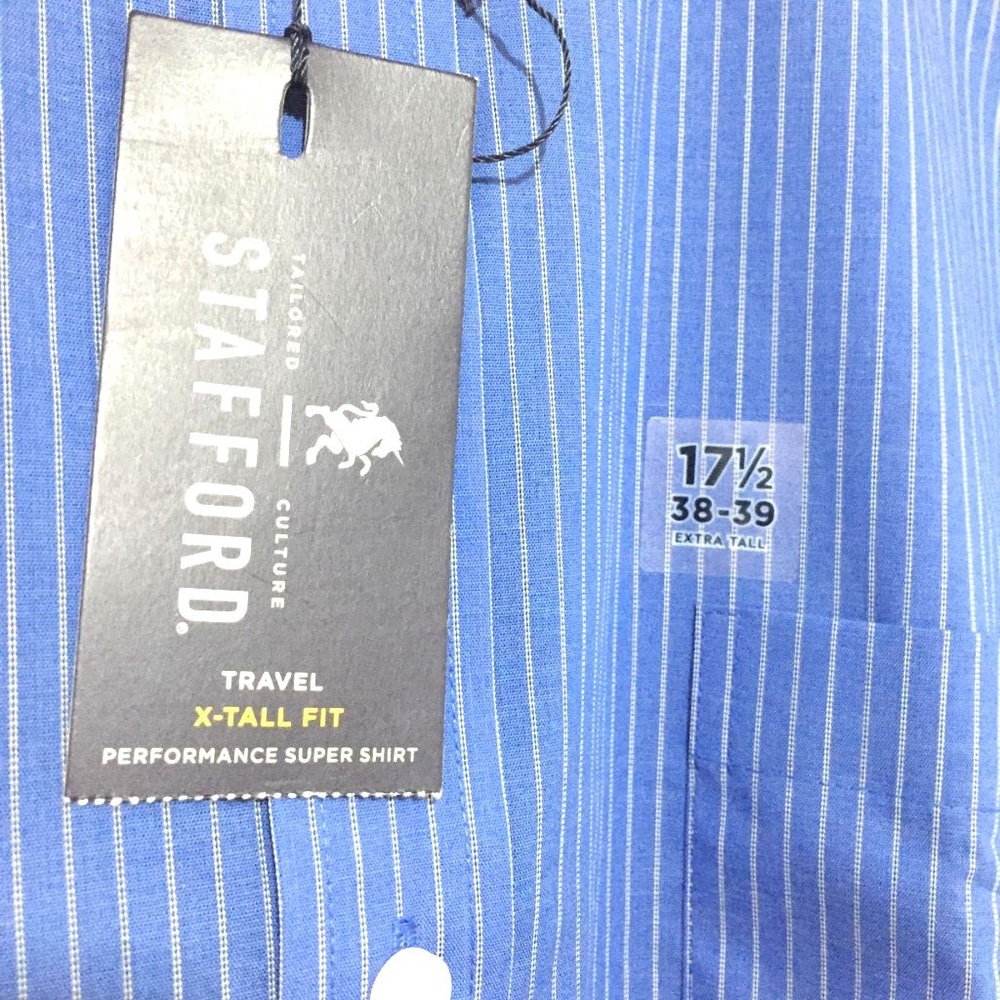 TAILORED | CULTURE
STAFFORD®
TRAVEL
X-TALL FIT
PERFORMANCE SUPER SHIRT
17½
38-39
EXTRA TALL